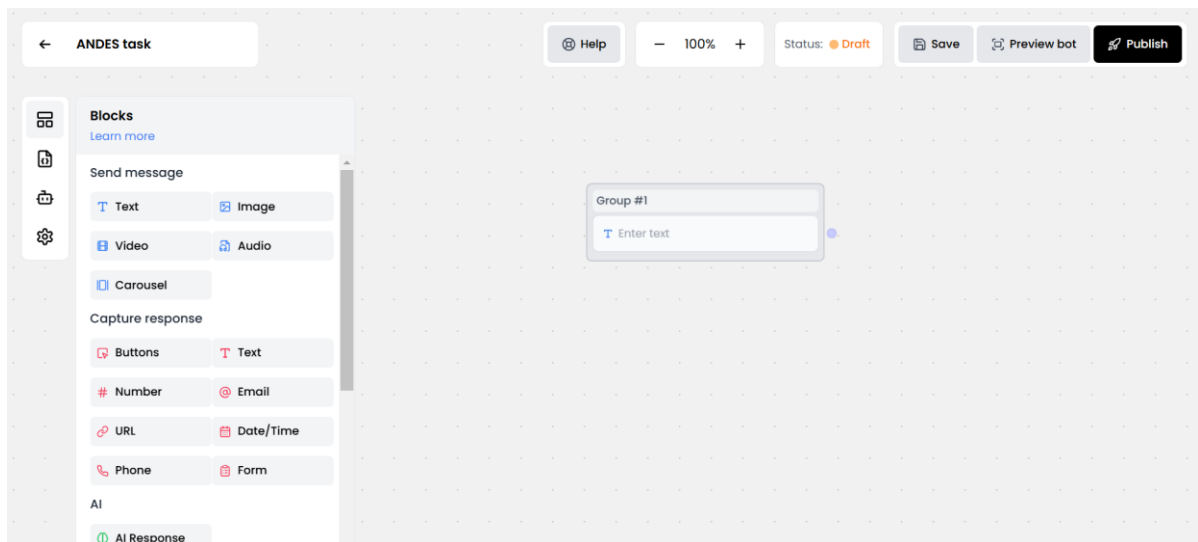 ANDES task
Help
100%
Status: Draft
Save
Preview bot
Publish
Blocks
Learn more
Send message
Text
Image
Video
Audio
Carousel
Capture response
Buttons
Text
Number
Email
URL
Date/Time
Phone
Form
AI
AI Response
Group #1
Enter text